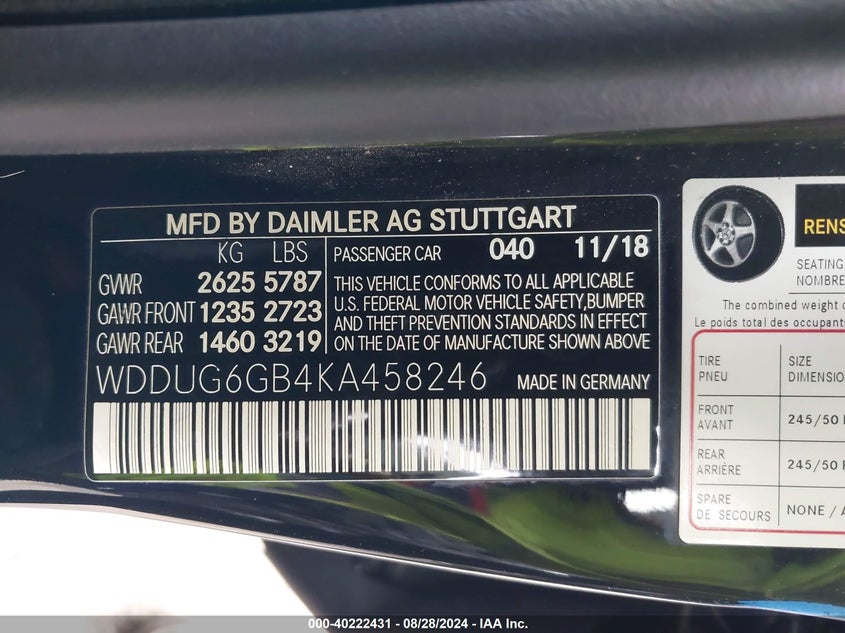 MFD BY DAIMLER AG STUTTGART
KG LBS
GVWR 2625 5787
GAWR FRONT 1235 2723
GAWR REAR 1460 3219
PASSENGER CAR 040 11/18
THIS VEHICLE CONFORMS TO ALL APPLICABLE
U.S. FEDERAL MOTOR VEHICLE SAFETY,BUMPER
AND THEFT PREVENTION STANDARDS IN EFFECT
ON THE DATE OF MANUFACTURE SHOWN ABOVE
WDDUG6GB4KA458246 MADE IN GERMANY
RENS
SEATING
NOMBRE
The combined weight o
Le poids total des occupant
TIRE SIZE
PNEU DIMENSIO
FRONT
AVANT 245/50
REAR
ARRIÈRE 245/50
SPARE
DE SECOURS NONE /
000-40222431 - 08/28/2024 - IAA Inc.